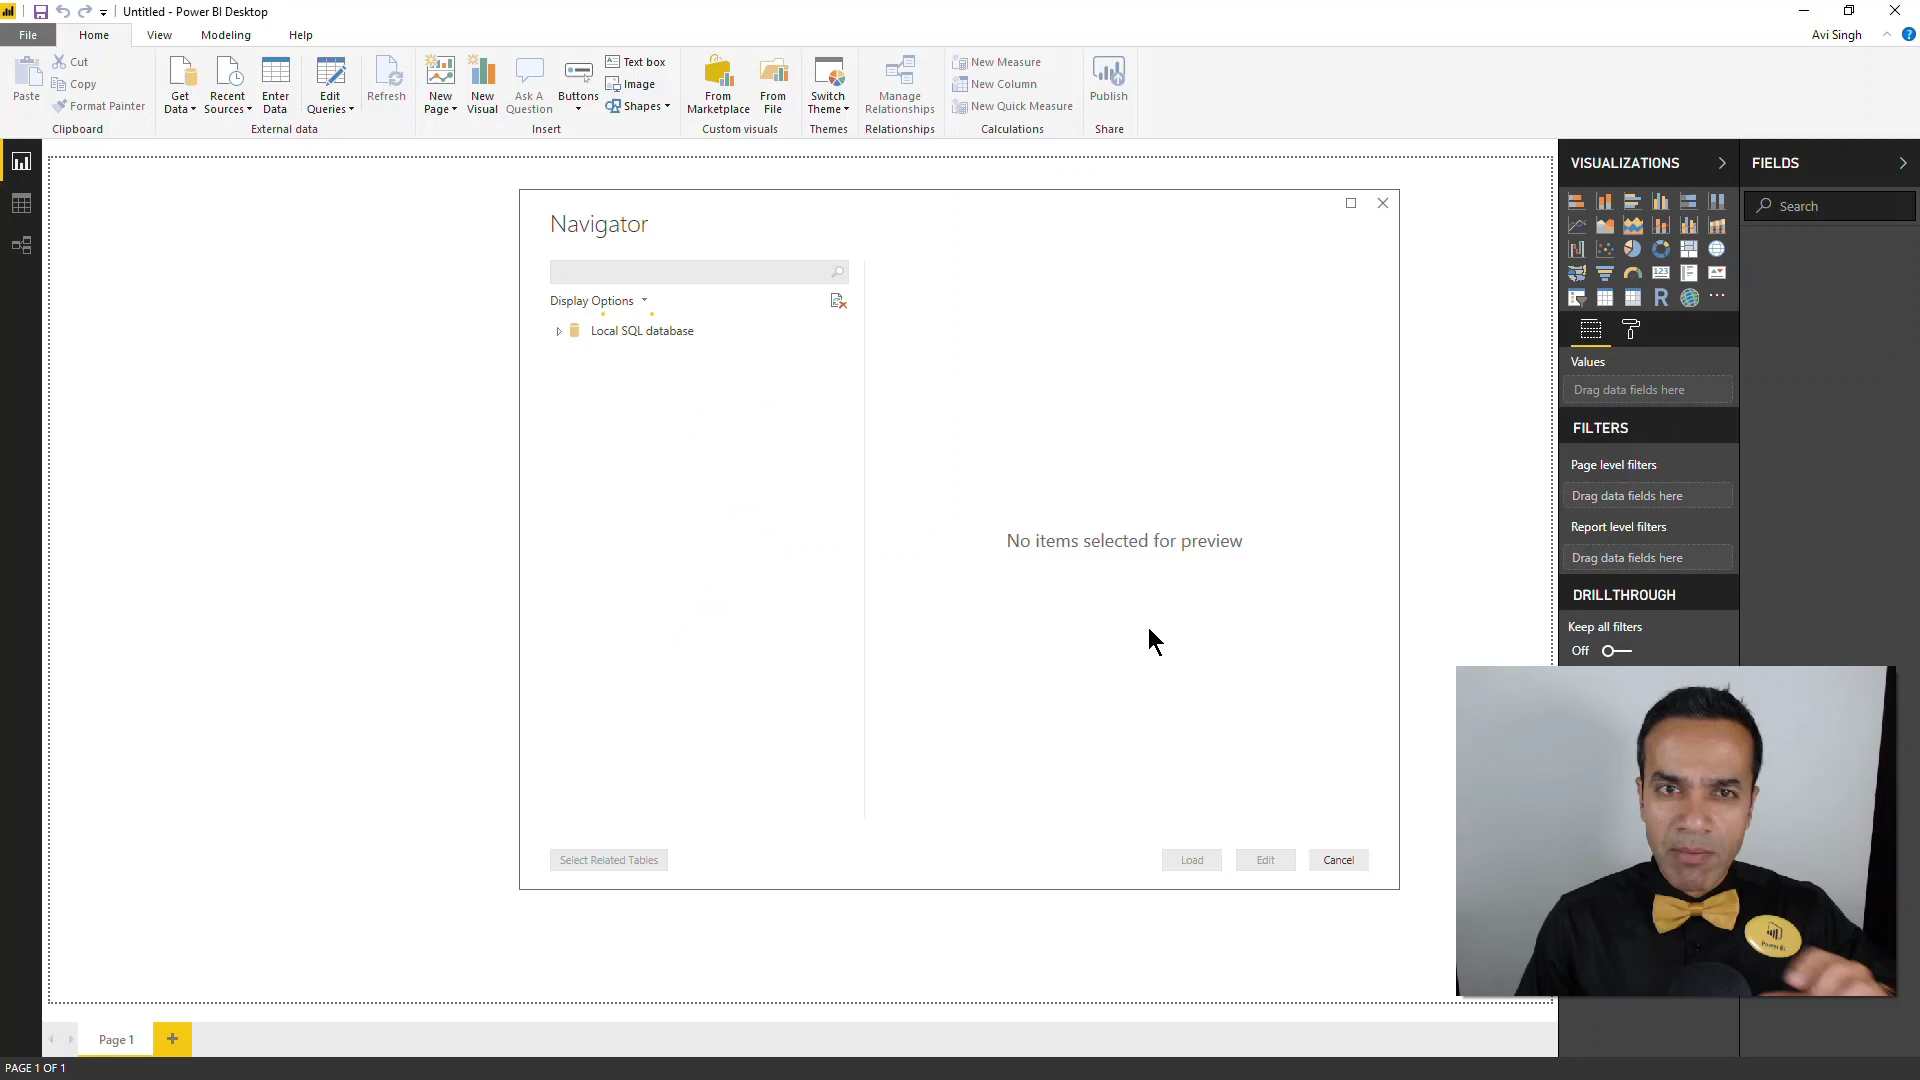 Untitled - Power BI Desktop
File
Home
View
Modeling
Help
Avi Singh
?
Paste
Cut
Copy
Format Painter
Clipboard
Get Data
Recent Sources
Enter Data
Edit Queries
Refresh
External data
New Page
New Visual
Ask A Question
Buttons
Text box
Image
Shapes
Insert
From Marketplace
From File
Custom visuals
Switch Theme
Themes
Manage Relationships
Relationships
New Measure
New Column
New Quick Measure
Calculations
Publish
Share
Navigator
Display Options
Local SQL database
No items selected for preview
Select Related Tables
Load
Edit
Cancel
VISUALIZATIONS
123
R
Values
Drag data fields here
FILTERS
Page level filters
Drag data fields here
Report level filters
Drag data fields here
DRILLTHROUGH
Keep all filters
Off
FIELDS
Search
Power BI
Page 1
PAGE 1 OF 1